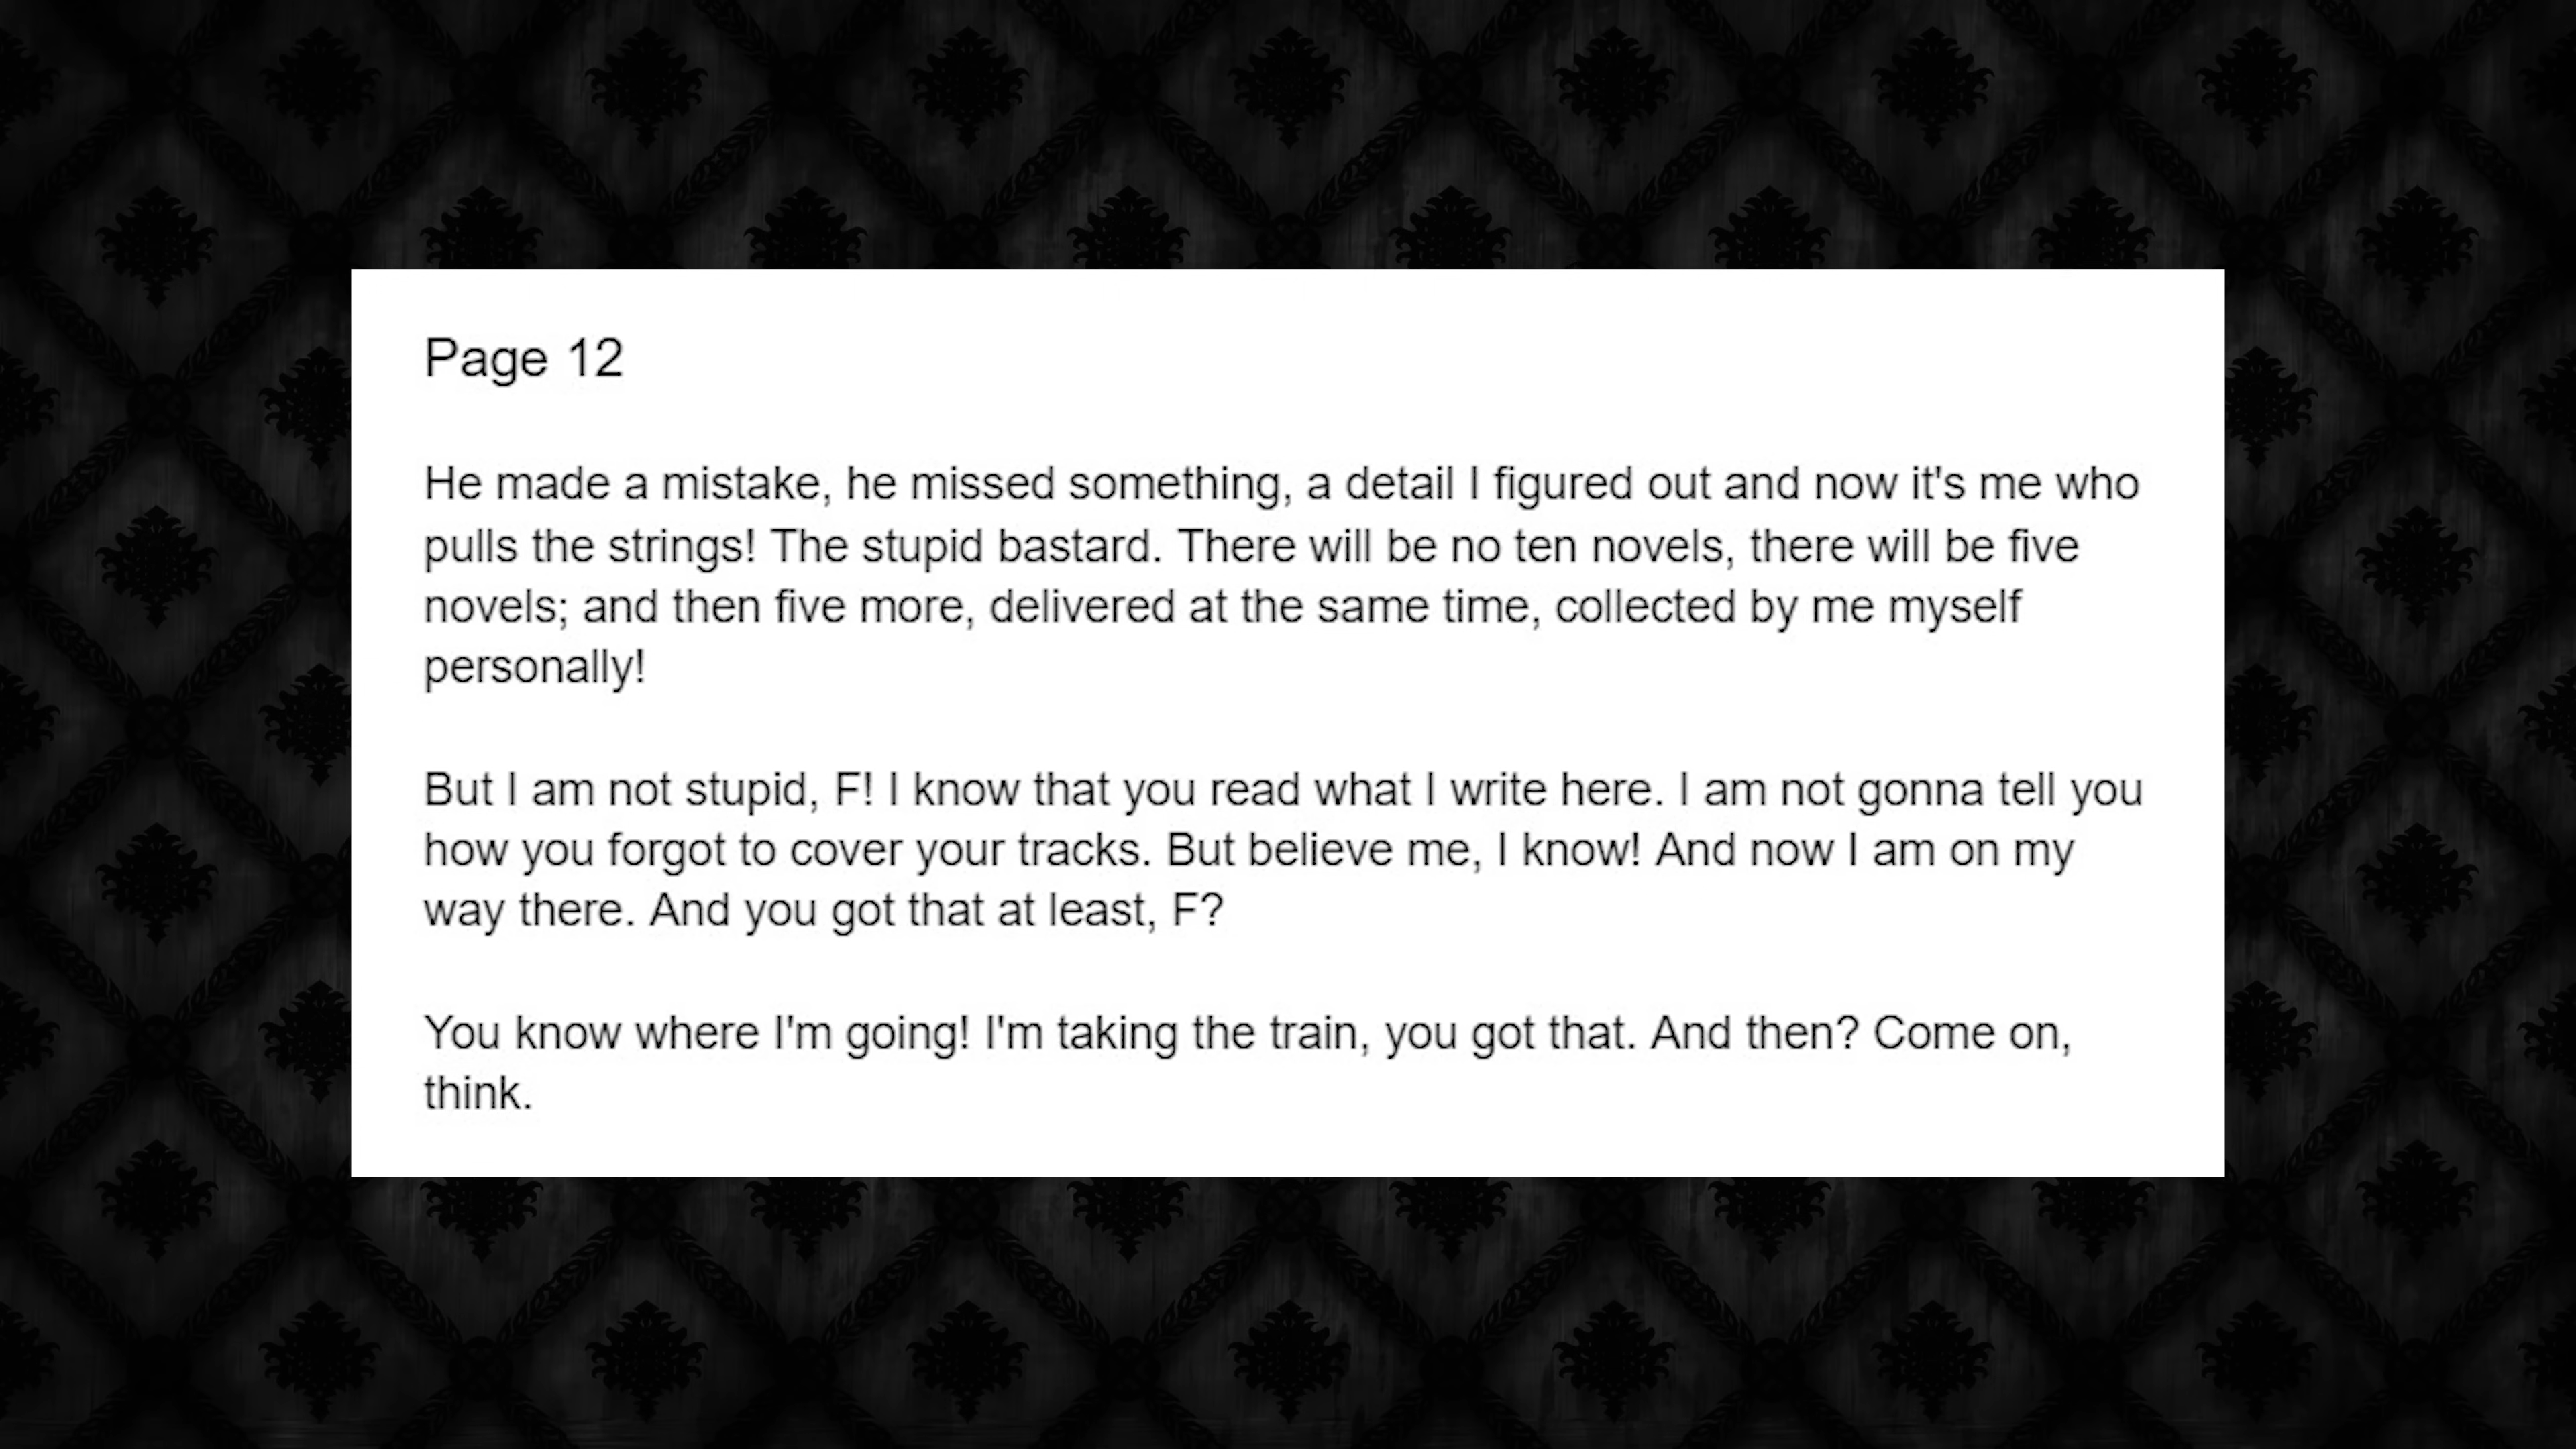 Page 12
He made a mistake, he missed something, a detail I figured out and now it's me who
pulls the strings! The stupid bastard. There will be no ten novels, there will be five
novels; and then five more, delivered at the same time, collected by me myself
personally!
But I am not stupid, F! I know that you read what I write here. I am not gonna tell you
how you forgot to cover your tracks. But believe me, I know! And now I am on my
way there. And you got that at least, F?
You know where I'm going! I'm taking the train, you got that. And then? Come on,
think.